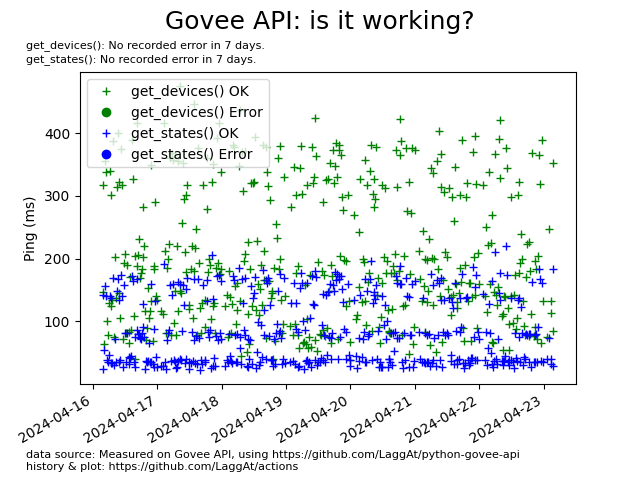 Govee API: is it working?
get_devices(): No recorded error in 7 days.
get_states(): No recorded error in 7 days.
get_devices() OK
get_devices() Error
get_states() OK
get_states() Error
Ping (ms)
400
300
200
100
2024-04-16
2024-04-17
2024-04-18
2024-04-19
2024-04-20
2024-04-21
2024-04-22
2024-04-23
data source: Measured on Govee API, using https://github.com/LaggAt/python-govee-api
history & plot: https://github.com/LaggAt/actions